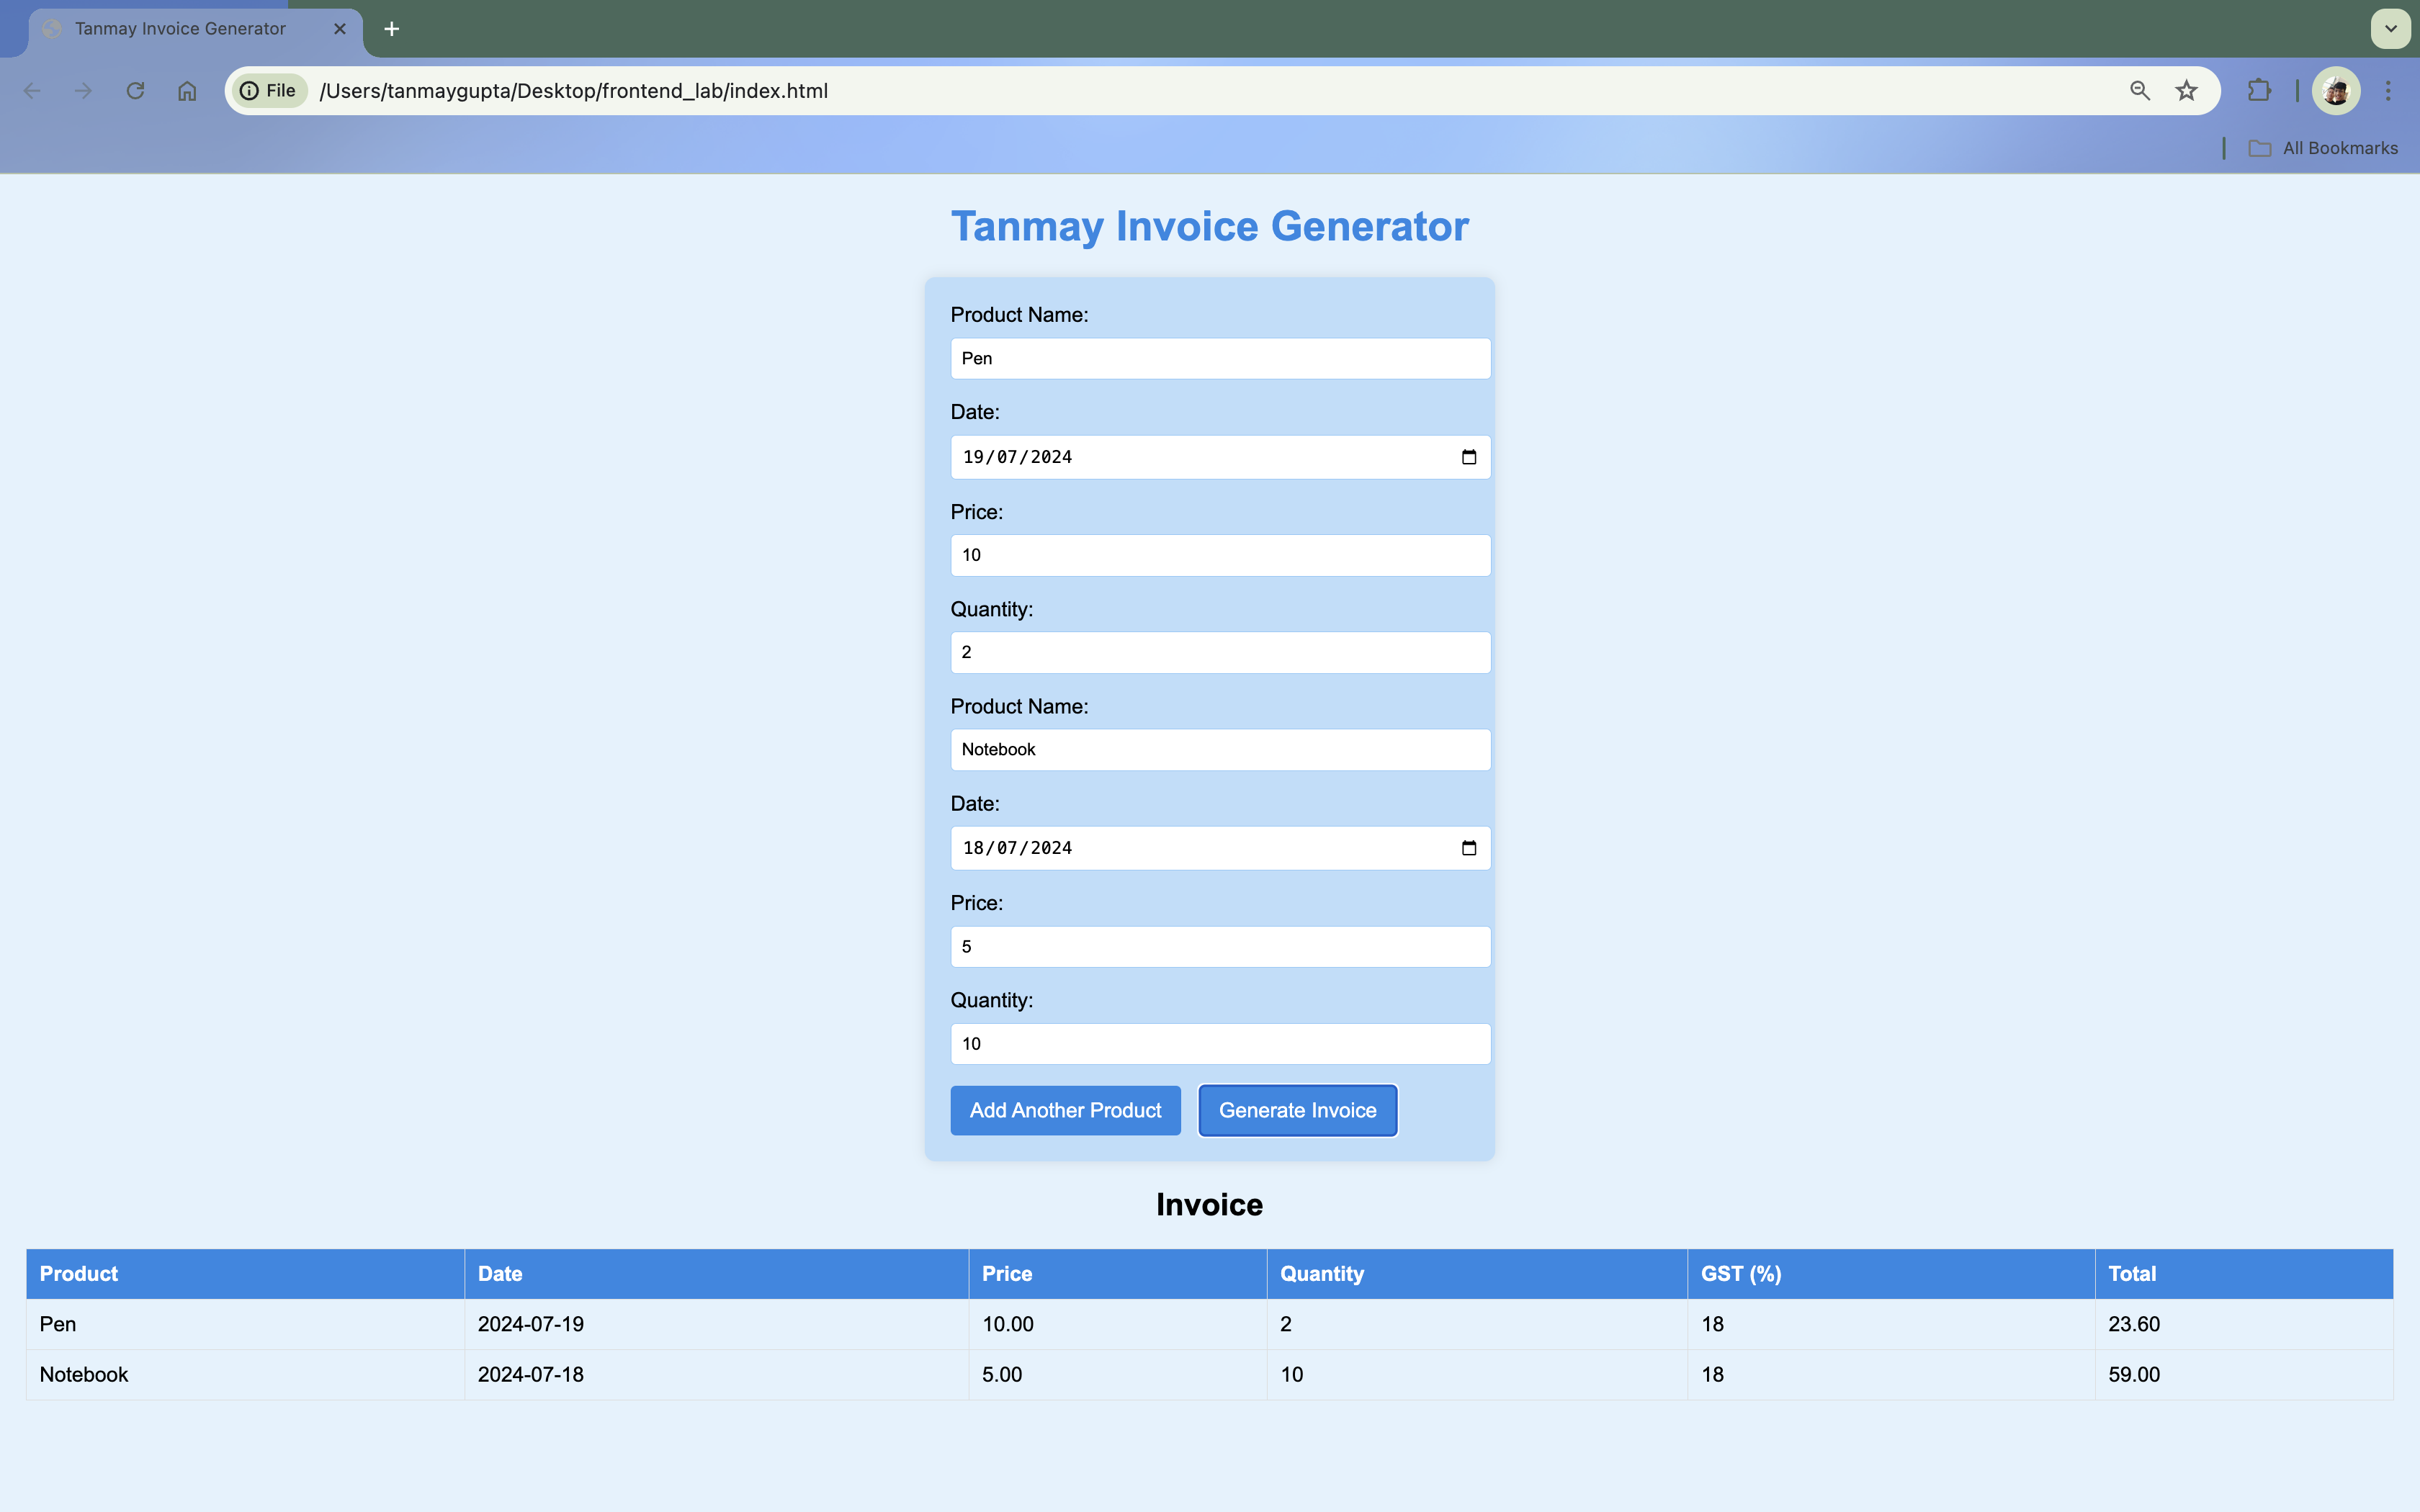 Tanmay Invoice Generator
File /Users/tanmaygupta/Desktop/frontend_lab/index.html
All Bookmarks
Tanmay Invoice Generator
Product Name:
Pen
Date:
19/07/2024
Price:
10
Quantity:
2
Product Name:
Notebook
Date:
18/07/2024
Price:
5
Quantity:
10
Add Another Product Generate Invoice
Invoice
Product Date Price Quantity GST (%) Total
Pen 2024-07-19 10.00 2 18 23.60
Notebook 2024-07-18 5.00 10 18 59.00